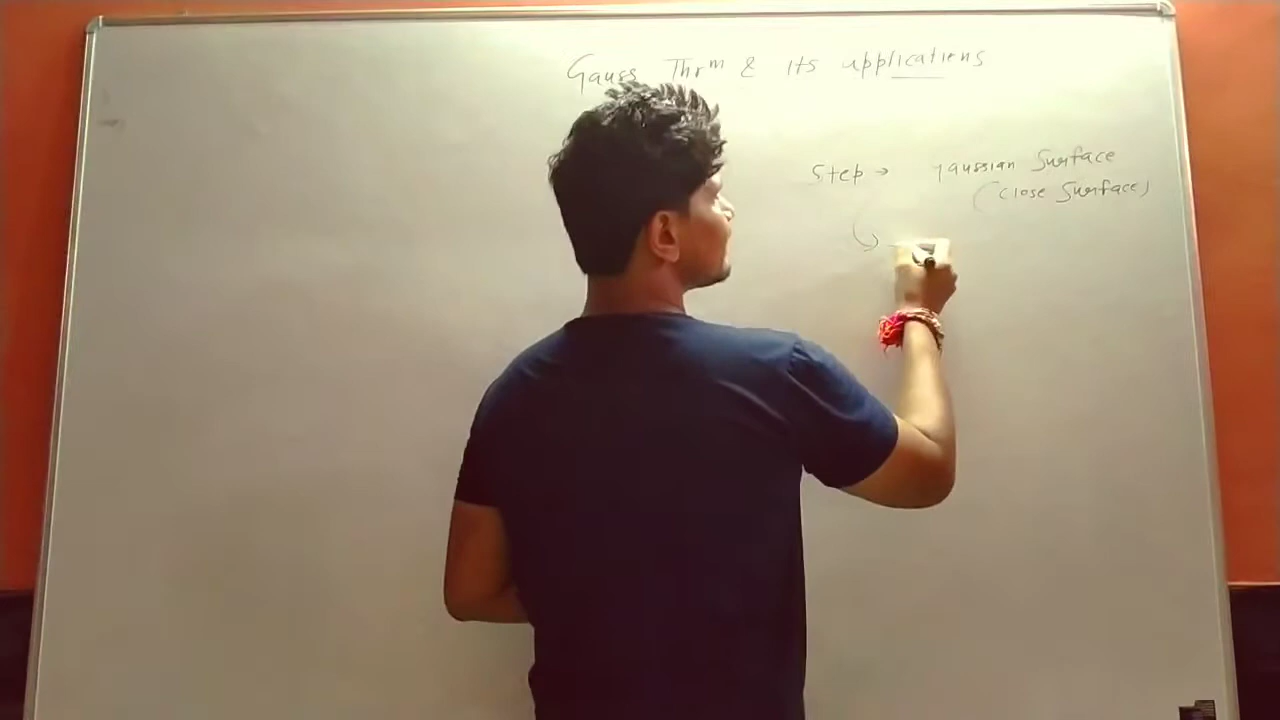 Gauss Thrᵐ & its applications
Step → Gaussian Surface
(Close Surface)